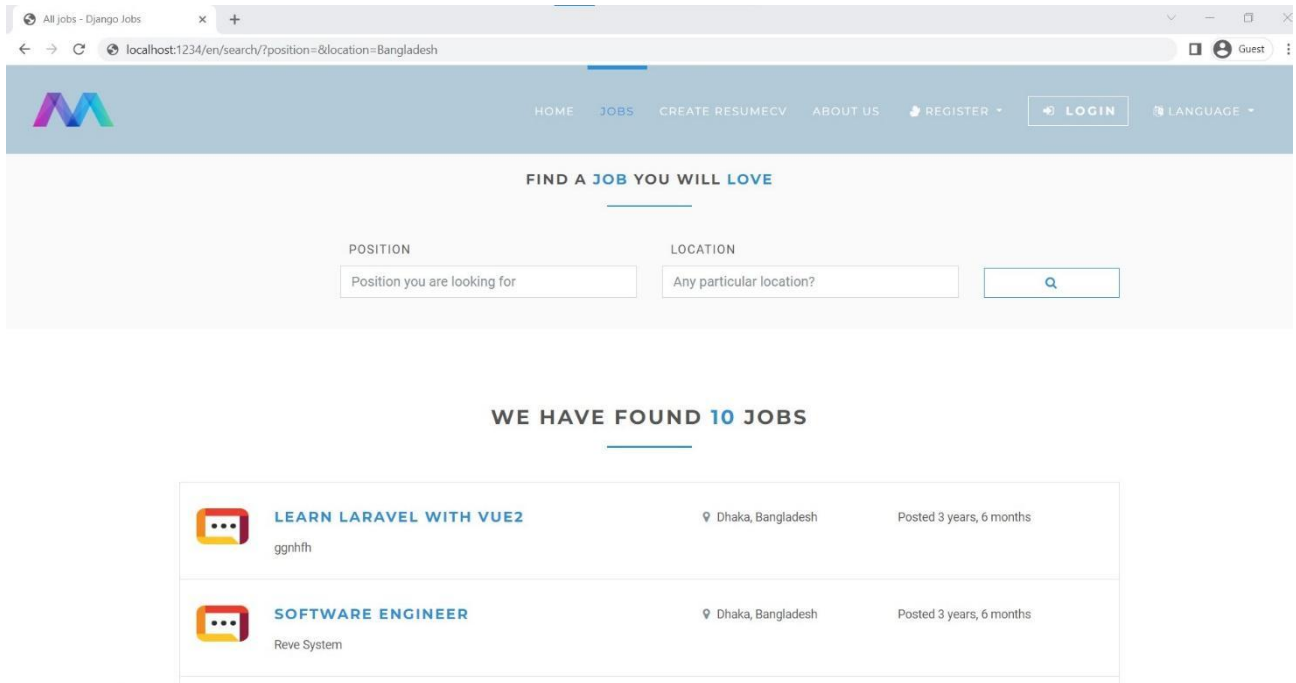 All jobs - Django Jobs
localhost:1234/en/search/?position=&location=Bangladesh
Guest
HOME JOBS CREATE RESUMECV ABOUT US REGISTER LOGIN LANGUAGE
FIND A JOB YOU WILL LOVE
POSITION LOCATION
Position you are looking for Any particular location?
WE HAVE FOUND 10 JOBS
LEARN LARAVEL WITH VUE2 Dhaka, Bangladesh Posted 3 years, 6 months
ggnhfh
SOFTWARE ENGINEER Dhaka, Bangladesh Posted 3 years, 6 months
Reve System